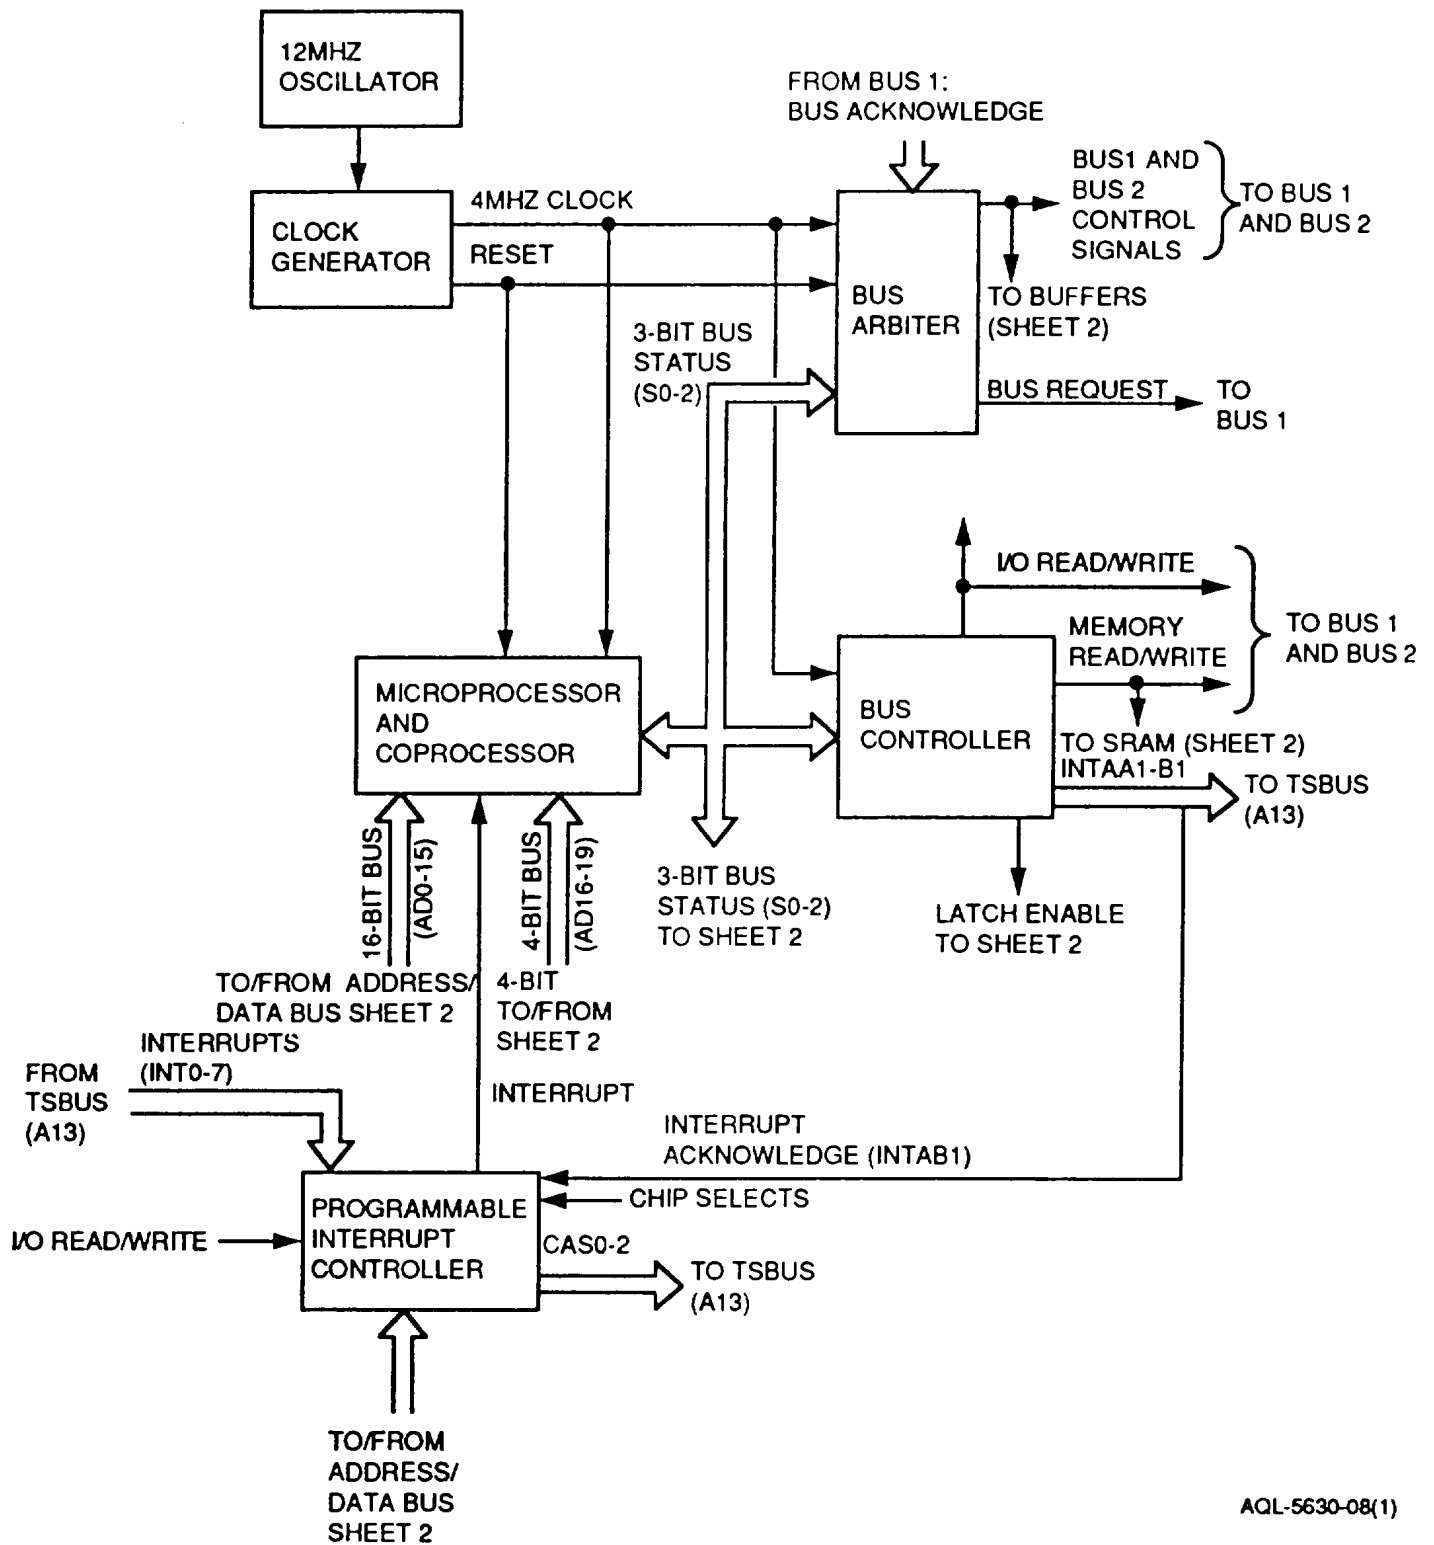 12MHZ
OSCILLATOR
FROM BUS 1:
BUS ACKNOWLEDGE
CLOCK
GENERATOR
4MHZ CLOCK
RESET
BUS1 AND
BUS 2
CONTROL
SIGNALS
TO BUS 1
AND BUS 2
BUS
ARBITER
TO BUFFERS
(SHEET 2)
3-BIT BUS
STATUS
(S0-2)
BUS REQUEST
TO
BUS 1
I/O READ/WRITE
MEMORY
READ/WRITE
TO BUS 1
AND BUS 2
MICROPROCESSOR
AND
COPROCESSOR
BUS
CONTROLLER
TO SRAM (SHEET 2)
INTAA1-B1
TO TSBUS
(A13)
16-BIT BUS
(AD0-15)
4-BIT BUS
(AD16-19)
3-BIT BUS
STATUS (S0-2)
TO SHEET 2
LATCH ENABLE
TO SHEET 2
TO/FROM ADDRESS/
DATA BUS SHEET 2
4-BIT
TO/FROM
SHEET 2
INTERRUPTS
(INT0-7)
FROM
TSBUS
(A13)
INTERRUPT
INTERRUPT
ACKNOWLEDGE (INTAB1)
CHIP SELECTS
PROGRAMMABLE
INTERRUPT
CONTROLLER
I/O READ/WRITE
CAS0-2
TO TSBUS
(A13)
TO/FROM
ADDRESS/
DATA BUS
SHEET 2
AQL-5630-08(1)